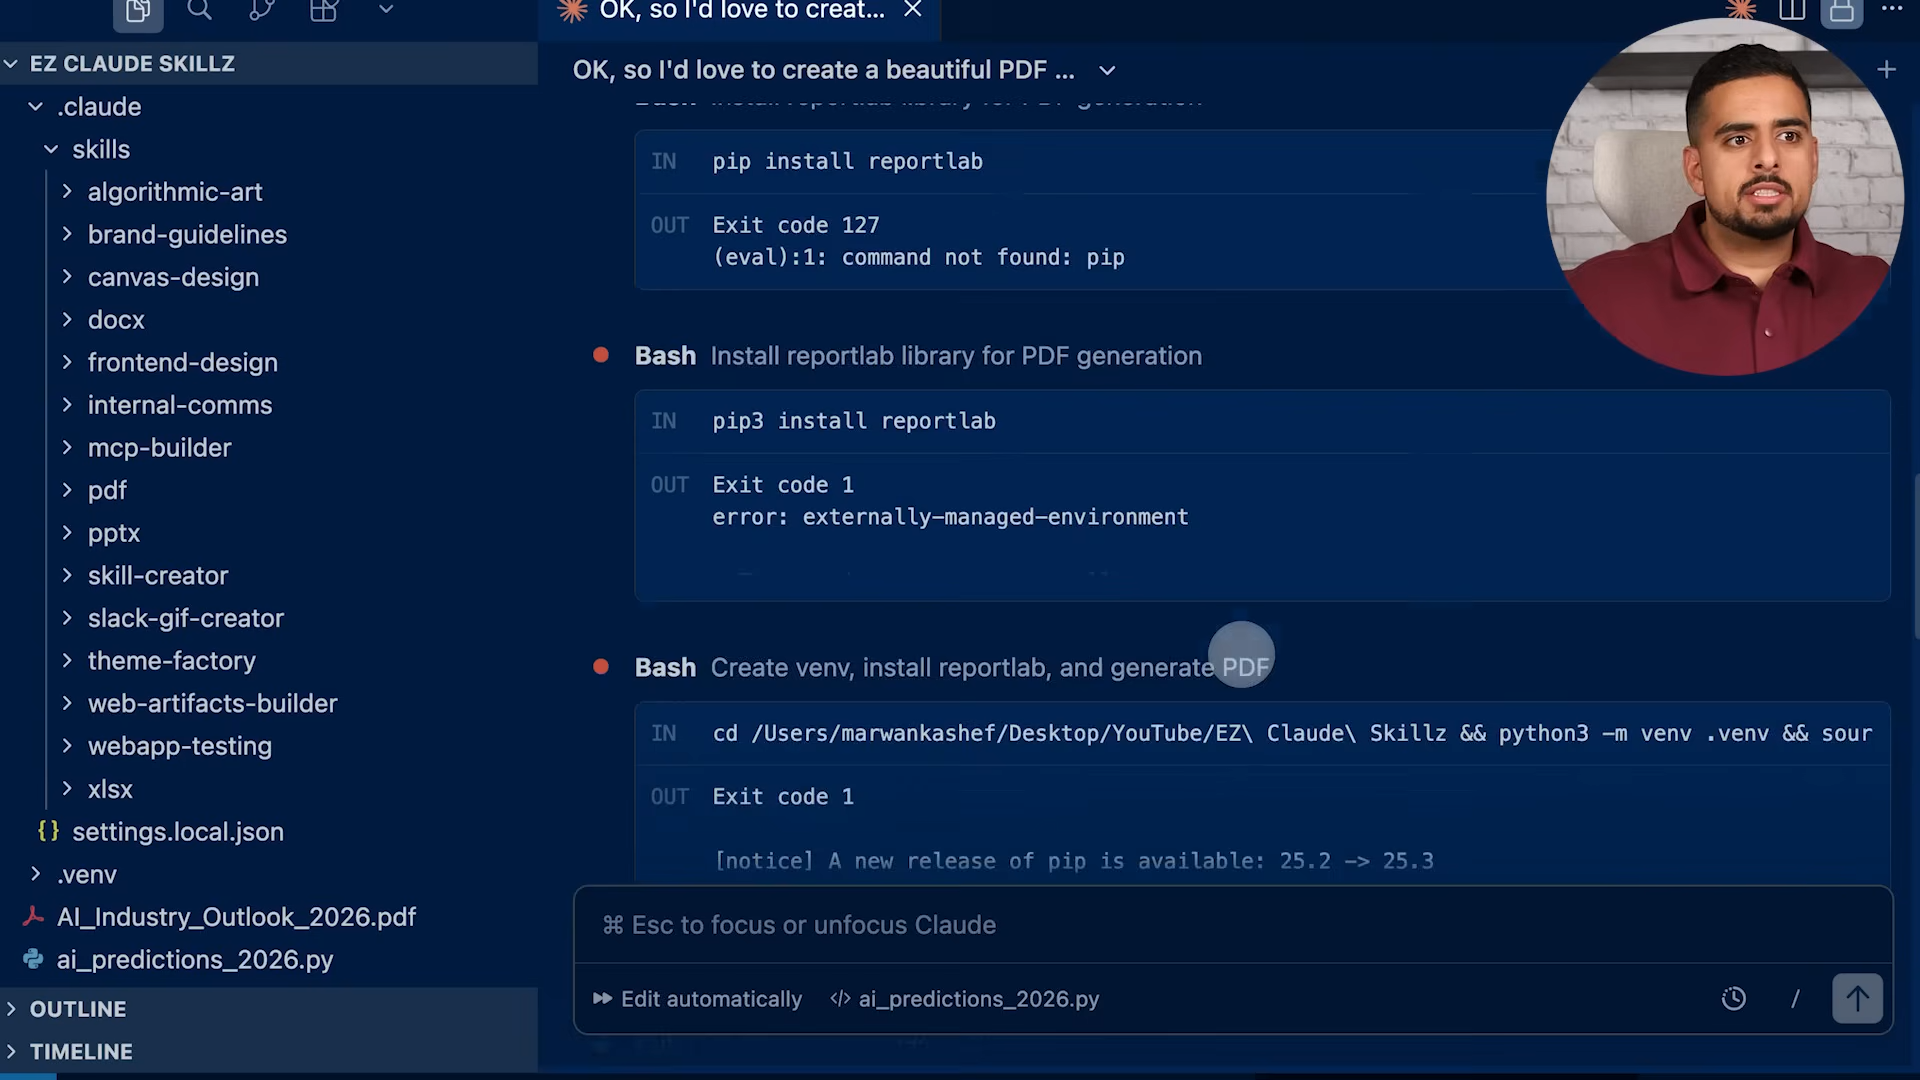 OK, so I'd love to creat...
EZ CLAUDE SKILLZ
.claude
skills
algorithmic-art
brand-guidelines
canvas-design
docx
frontend-design
internal-comms
mcp-builder
pdf
pptx
skill-creator
slack-gif-creator
theme-factory
web-artifacts-builder
webapp-testing
xlsx
{} settings.local.json
.venv
AI_Industry_Outlook_2026.pdf
ai_predictions_2026.py
OUTLINE
TIMELINE
OK, so I'd love to create a beautiful PDF ...
Bash Install reportlab library for PDF generation
IN pip install reportlab
OUT Exit code 127
(eval):1: command not found: pip
Bash Install reportlab library for PDF generation
IN pip3 install reportlab
OUT Exit code 1
error: externally-managed-environment
Bash Create venv, install reportlab, and generate PDF
IN cd /Users/marwankashef/Desktop/YouTube/EZ\ Claude\ Skillz && python3 -m venv .venv && sour
OUT Exit code 1
[notice] A new release of pip is available: 25.2 -> 25.3
⌘ Esc to focus or unfocus Claude
Edit automatically </> ai_predictions_2026.py /